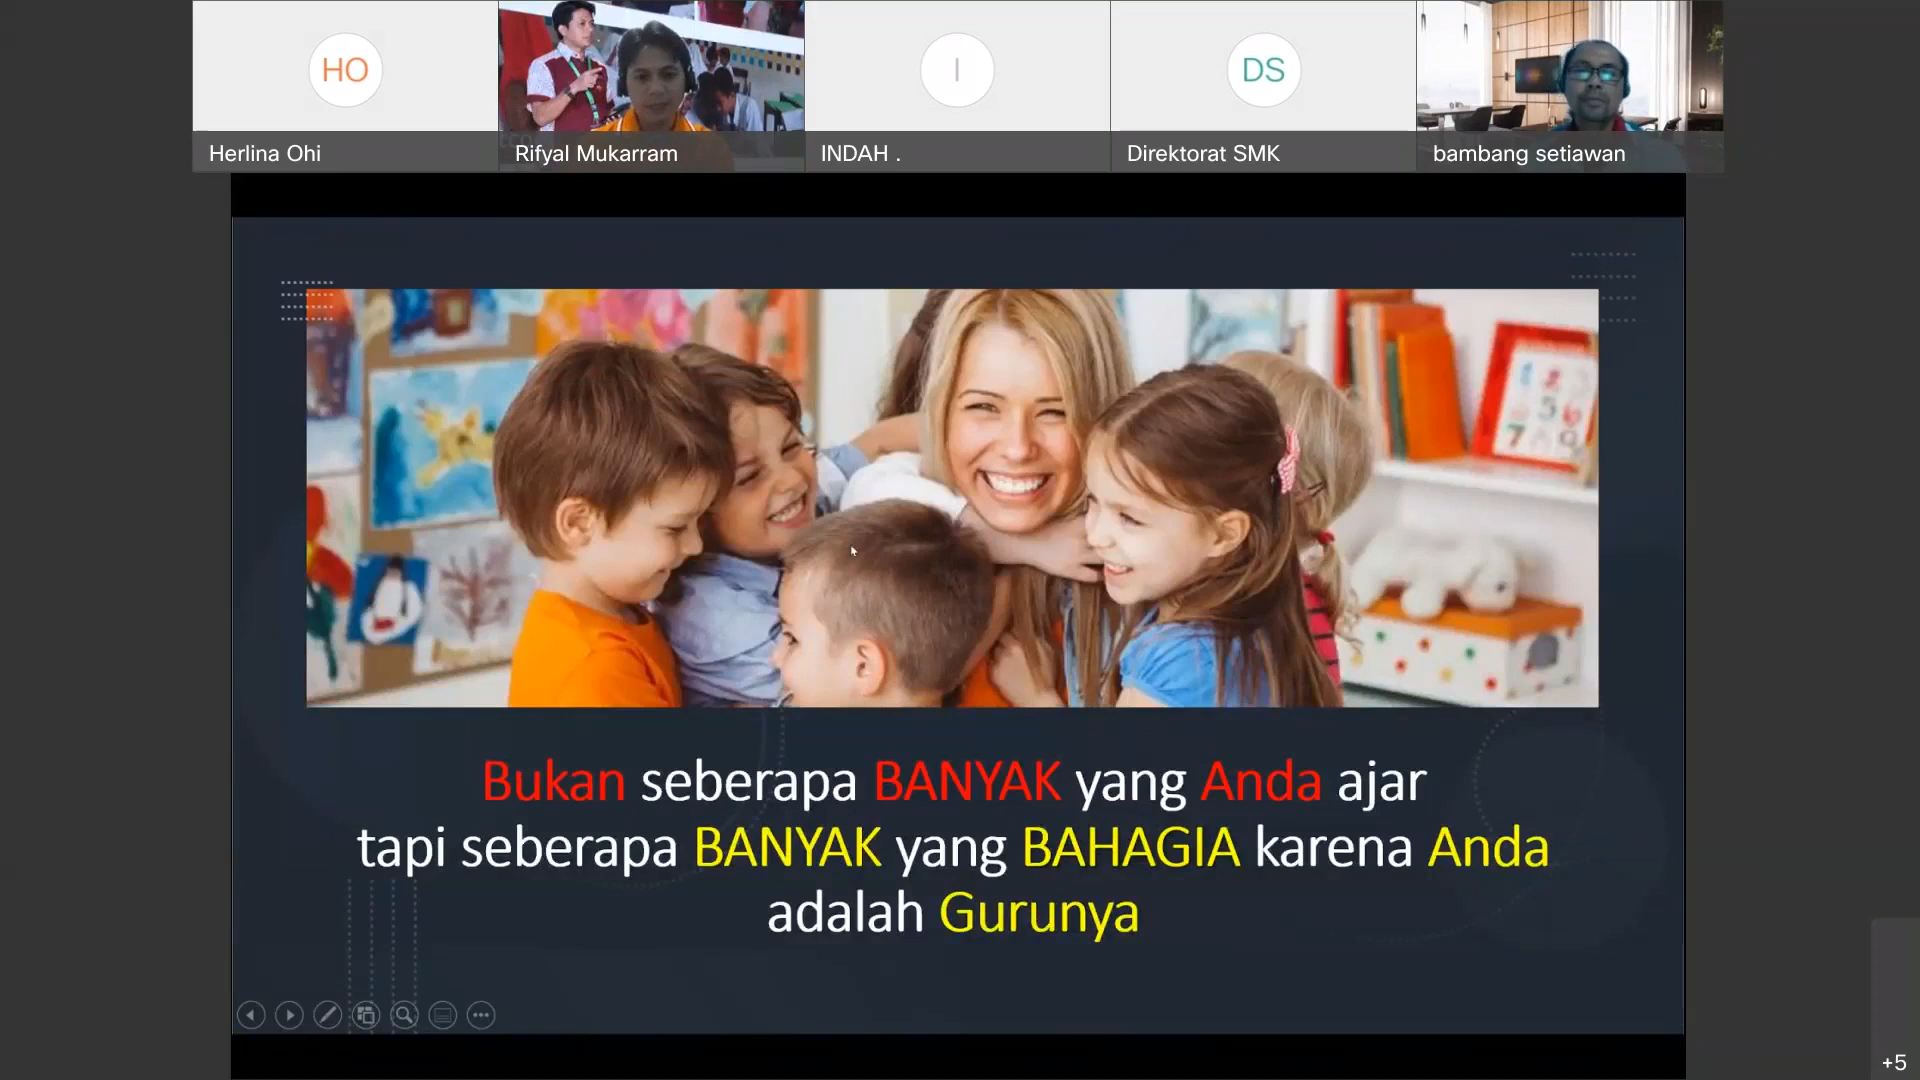 HO
I
DS
Herlina Ohi
Rifyal Mukarram
INDAH .
Direktorat SMK
bambang setiawan
Bukan seberapa BANYAK yang Anda ajar
tapi seberapa BANYAK yang BAHAGIA karena Anda
adalah Gurunya
+5